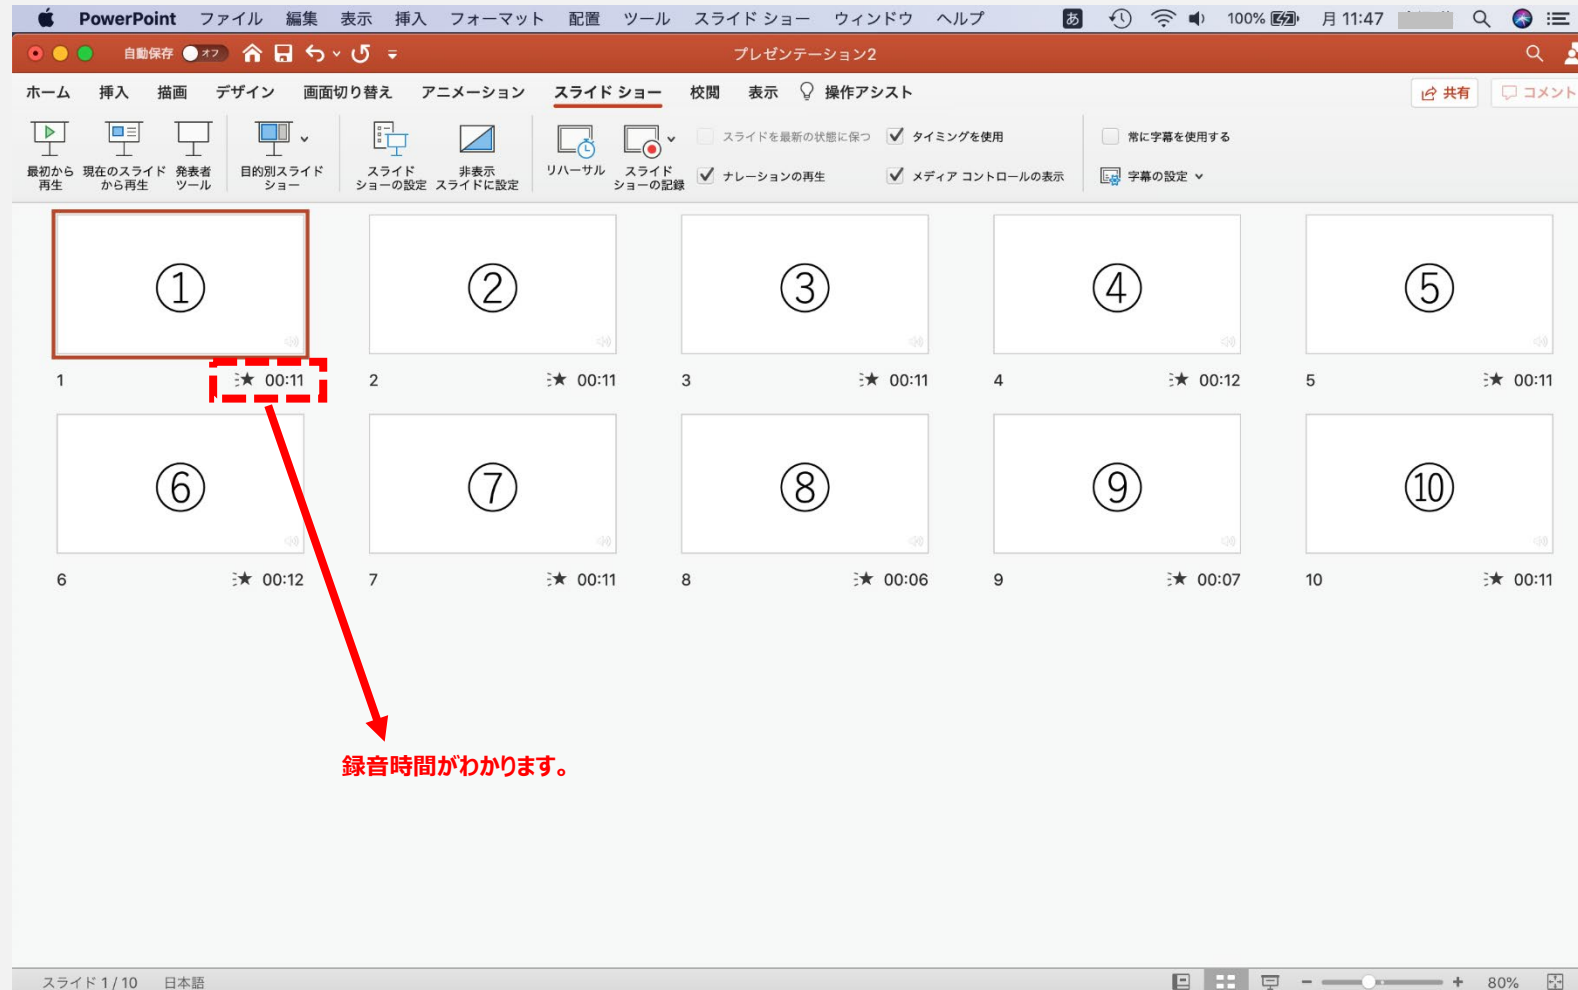 PowerPoint ファイル 編集 表示 挿入 フォーマット 配置 ツール スライド ショー ウィンドウ ヘルプ あ 100% 月 11:47
自動保存 オフ プレゼンテーション2
ホーム 挿入 描画 デザイン 画面切り替え アニメーション スライド ショー 校閲 表示 操作アシスト 共有 コメント
スライドを最新の状態に保つ タイミングを使用 常に字幕を使用する
最初から 現在のスライド 発表者 目的別スライド スライド 非表示 リハーサル スライド ナレーションの再生 メディア コントロールの表示 字幕の設定
再生 から再生 ツール ショー ショーの設定 スライドに設定 ショーの記録
① ② ③ ④ ⑤
1 00:11 2 00:11 3 00:11 4 00:12 5 00:11
⑥ ⑦ ⑧ ⑨ ⑩
6 00:12 7 00:11 8 00:06 9 00:07 10 00:11
録音時間がわかります。
スライド 1 / 10 日本語 80%